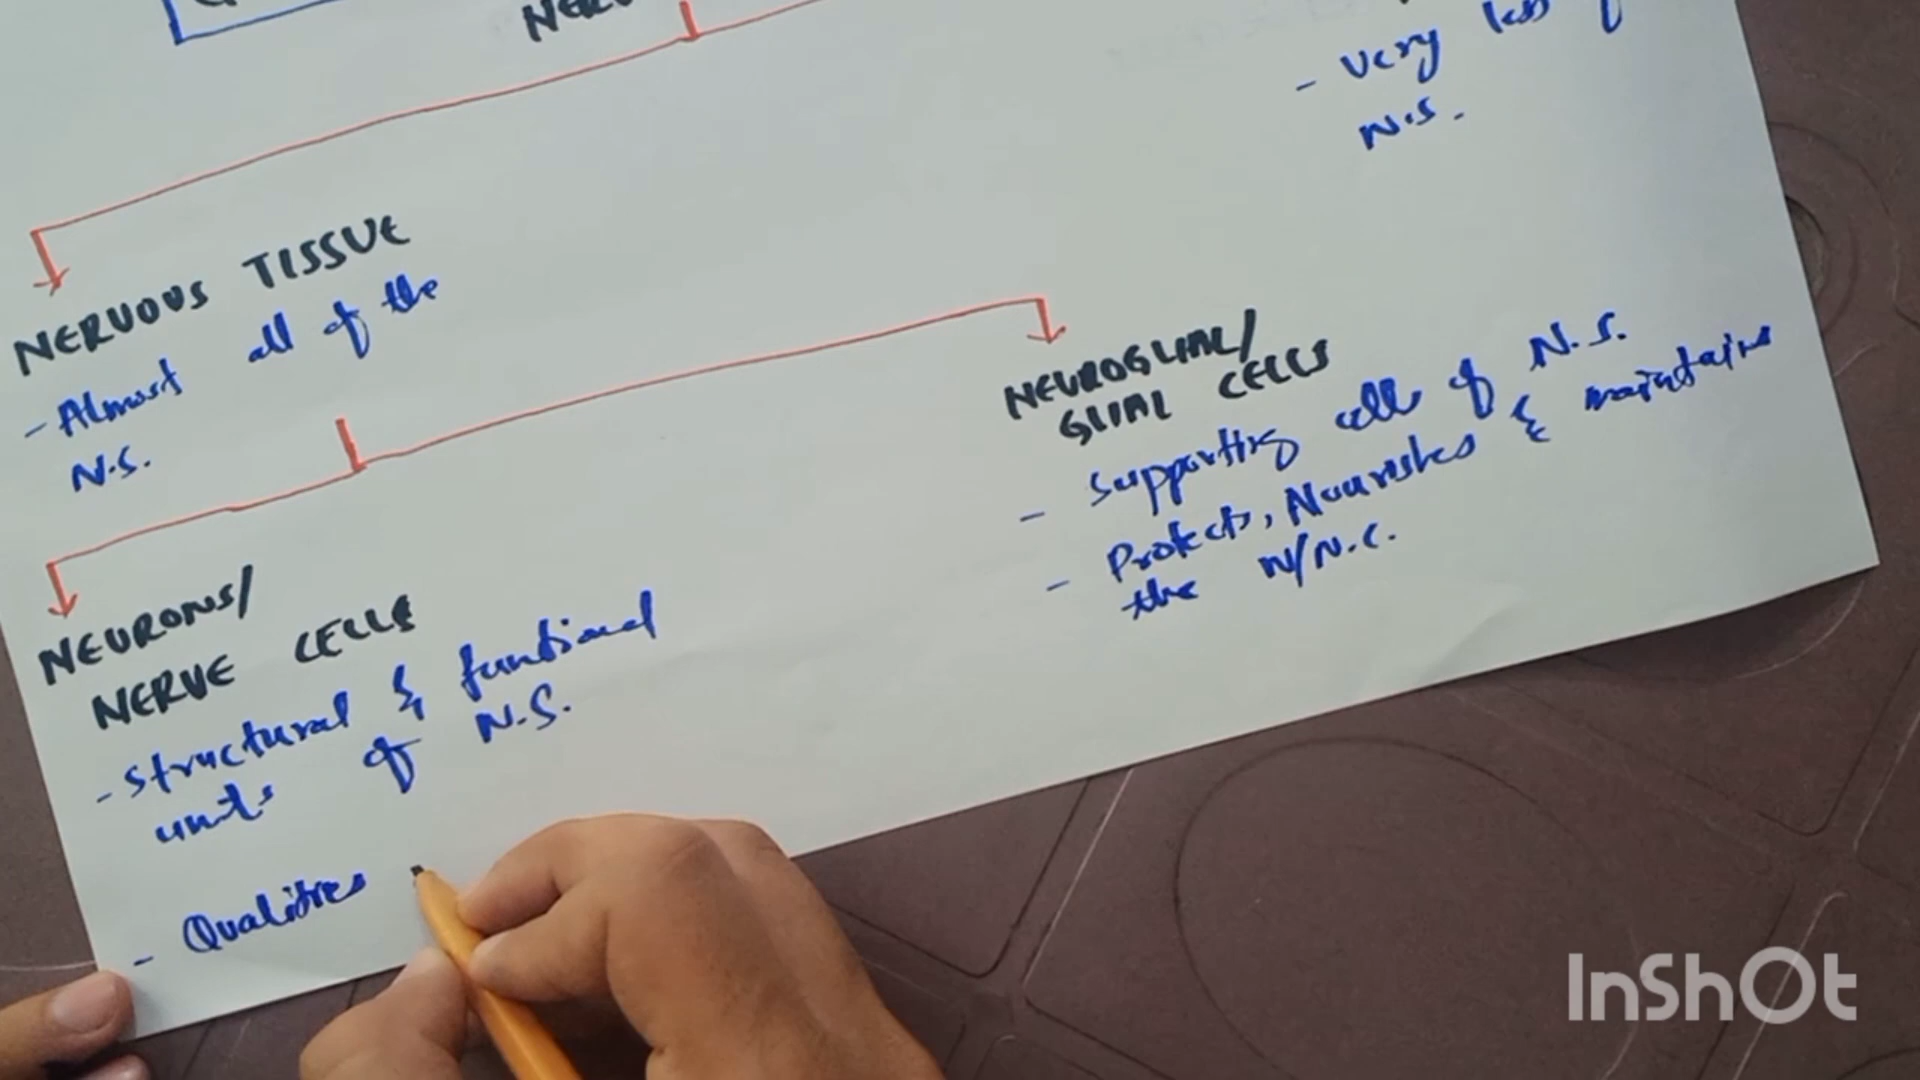 - Very less
N.S.
NERVOUS TISSUE
- Almost all of the
N.S.
NEUROGLIAL/
GLIAL CELLS
- Supporting cells of N.S.
- Protects, Nourishes & maintains
the N/N.C.
NEURONS/
NERVE CELLS
- structural & functional
units of N.S.
- Qualities
InShOt